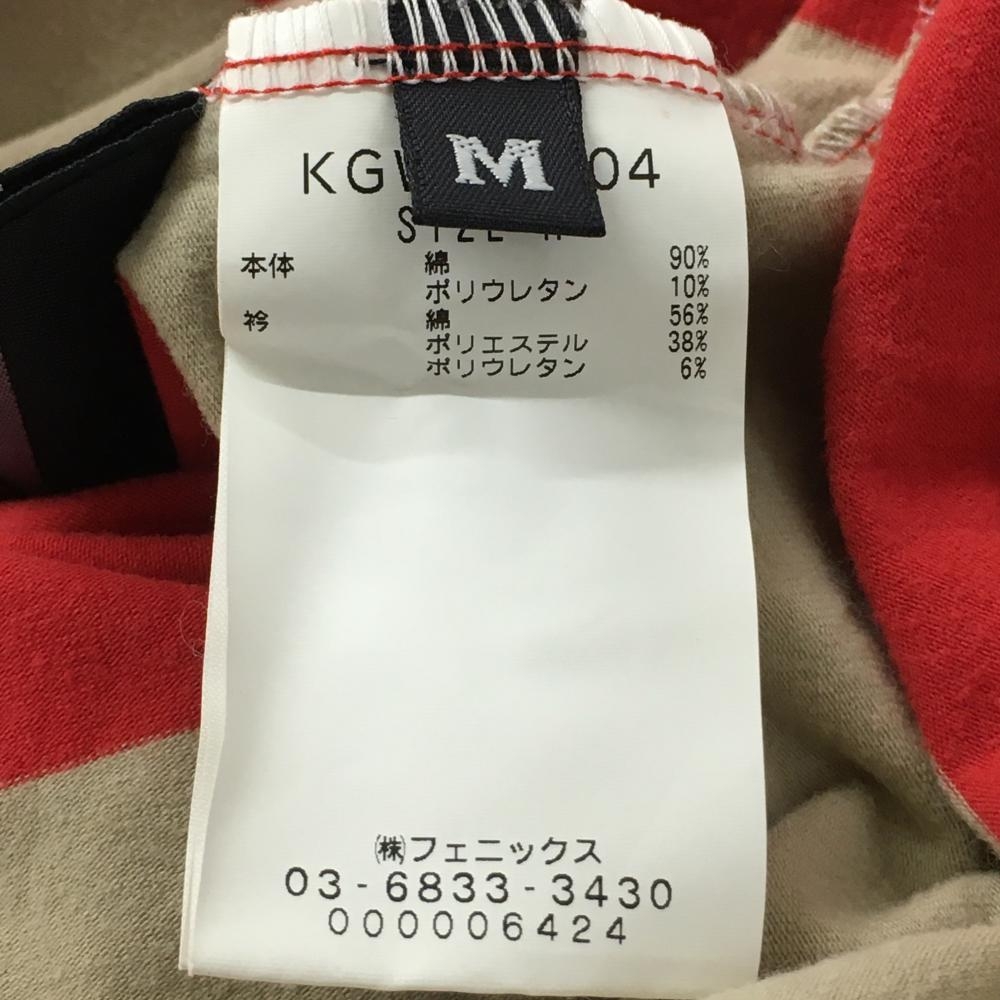 M
04
SIZE M
本体 綿 90%
ポリウレタン 10%
衿 綿 56%
ポリエステル 38%
ポリウレタン 6%
㈱フェニックス
03-6833-3430
000006424